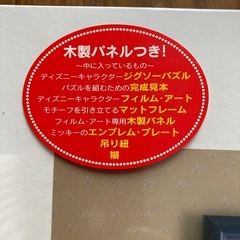 木製パネルつき!
〜中に入っているもの〜
ディズニーキャラクタージグソーパズル
パズルを組むための完成見本
ディズニーキャラクターフィルム・アート
モチーフを引き立てるマットフレーム
フィルム・アート専用木製パネル
ミッキーのエンブレム・プレート
吊り紐
糊